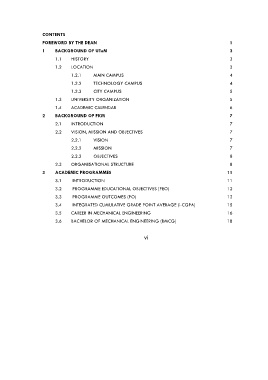 CONTENTS
FOREWORD BY THE DEAN 1
1 BACKGROUND OF UTeM 3
1.1 HISTORY 3
1.2 LOCATION 3
1.2.1 MAIN CAMPUS 4
1.2.2 TECHNOLOGY CAMPUS 4
1.2.3 CITY CAMPUS 5
1.3 UNIVERSITY ORGANIZATION 5
1.4 ACADEMIC CALENDAR 6
2 BACKGROUND OF FKM 7
2.1 INTRODUCTION 7
2.2 VISION, MISSION AND OBJECTIVES 7
2.2.1 VISION 7
2.2.2 MISSION 7
2.2.3 OBJECTIVES 8
2.3 ORGANISATIONAL STRUCTURE 8
3 ACADEMIC PROGRAMMES 11
3.1 INTRODUCTION 11
3.2 PROGRAMME EDUCATIONAL OBJECTIVES (PEO) 12
3.3 PROGRAMME OUTCOMES (PO) 13
3.4 INTEGRATED CUMULATIVE GRADE POINT AVERAGE (I-CGPA) 15
3.5 CAREER IN MECHANICAL ENGINEERING 16
3.6 BACHELOR OF MECHANICAL ENGINEERING (BMCG) 18
vi